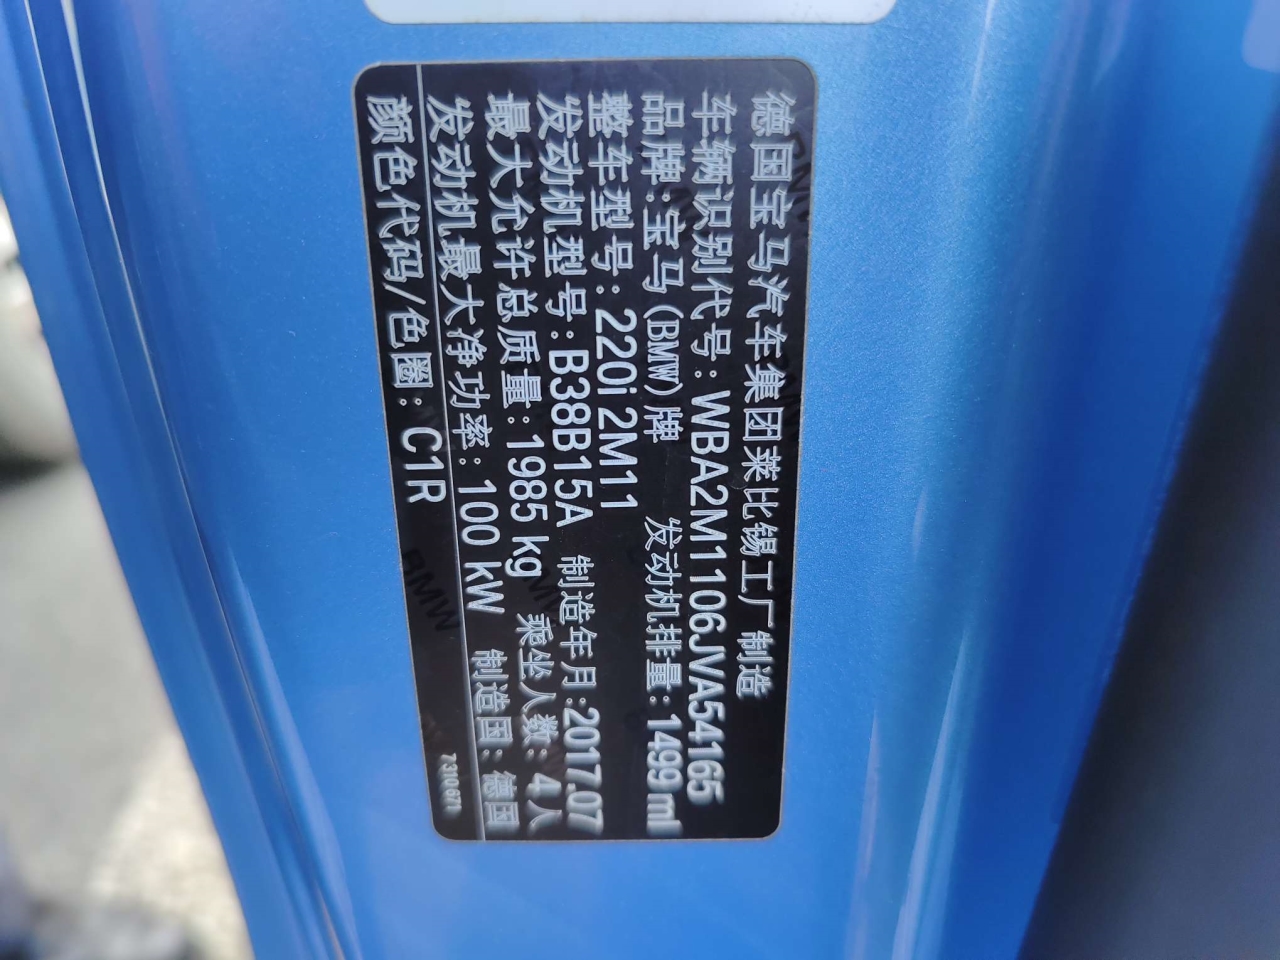 德国宝马汽车集团莱比锡工厂制造
车辆识别代号: WBA2M1106JVA54165
品牌:宝马(BMW)牌 发动机排量:1499ml
整车型号:220i 2M11
发动机型号:B38B15A 制造年月:2017.07
最大允许总质量:1985 kg 乘坐人数: 4人
发动机最大净功率: 100 kW 制造国: 德国
颜色代码/色圈: C1R
7310671
BMW